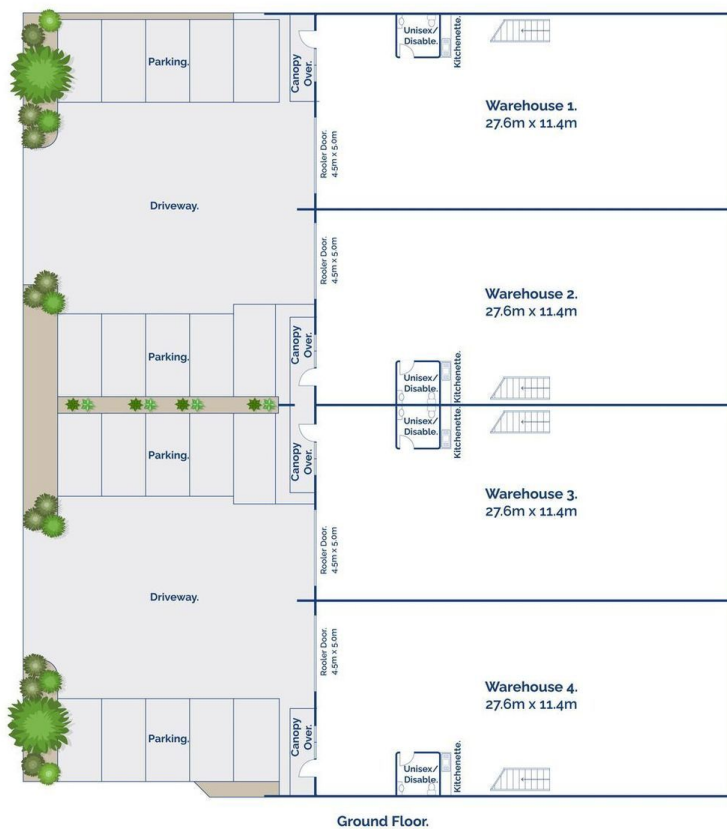 Parking.
Canopy
Over.
Unisex/
Disable.
Kitchenette.
Warehouse 1.
27.6m x 11.4m
Rooler Door.
4.5m x 5.0m
Driveway.
Rooler Door.
4.5m x 5.0m
Warehouse 2.
27.6m x 11.4m
Parking.
Canopy
Over.
Unisex/
Disable.
Kitchenette.
Unisex/
Disable.
Kitchenette.
Parking.
Canopy
Over.
Warehouse 3.
27.6m x 11.4m
Rooler Door.
4.5m x 5.0m
Driveway.
Rooler Door.
4.5m x 5.0m
Warehouse 4.
27.6m x 11.4m
Parking.
Canopy
Over.
Unisex/
Disable.
Kitchenette.
Ground Floor.